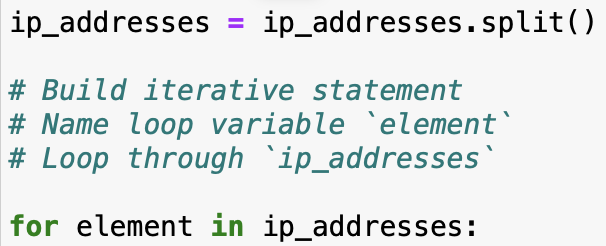 ip_addresses = ip_addresses.split()
# Build iterative statement
# Name loop variable `element`
# Loop through `ip_addresses`
for element in ip_addresses: